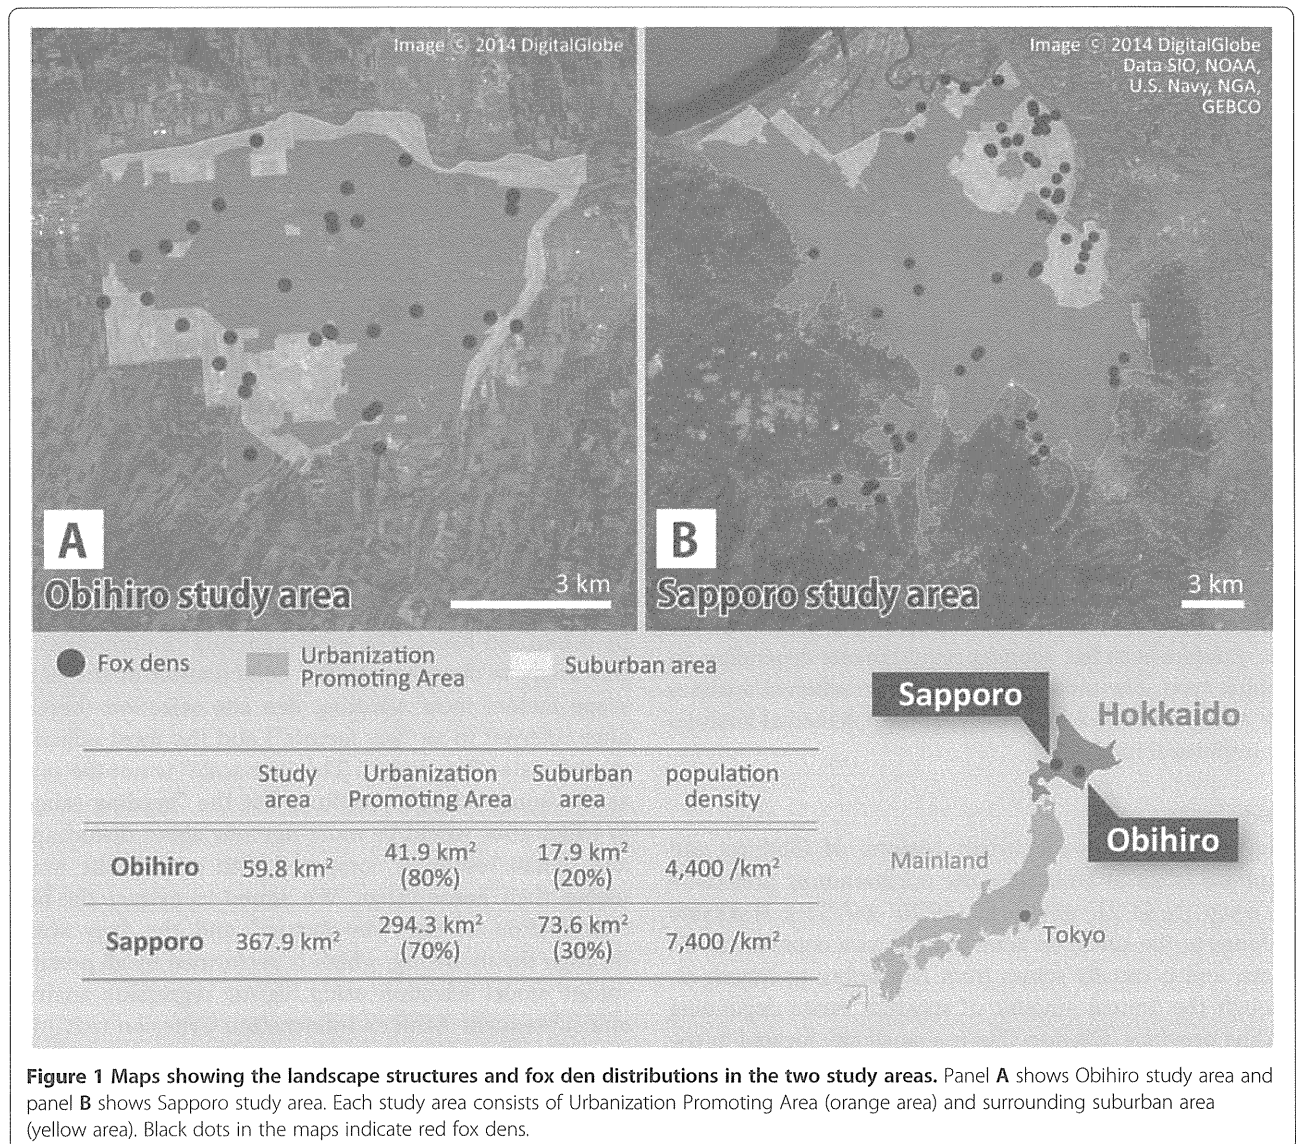 Image © 2014 DigitalGlobe
A
Obihiro study area
3 km
Image © 2014 DigitalGlobe
Data SIO, NOAA,
U.S. Navy, NGA,
GEBCO
B
Sapporo study area
3 km
Fox dens
Urbanization
Promoting Area
Suburban area
Study
area
Urbanization
Promoting Area
Suburban
area
population
density
Obihiro
59.8 km²
41.9 km²
(80%)
17.9 km²
(20%)
4,400 /km²
Sapporo
367.9 km²
294.3 km²
(70%)
73.6 km²
(30%)
7,400 /km²
Sapporo
Hokkaido
Obihiro
Mainland
Tokyo
Figure 1 Maps showing the landscape structures and fox den distributions in the two study areas. Panel A shows Obihiro study area and
panel B shows Sapporo study area. Each study area consists of Urbanization Promoting Area (orange area) and surrounding suburban area
(yellow area). Black dots in the maps indicate red fox dens.